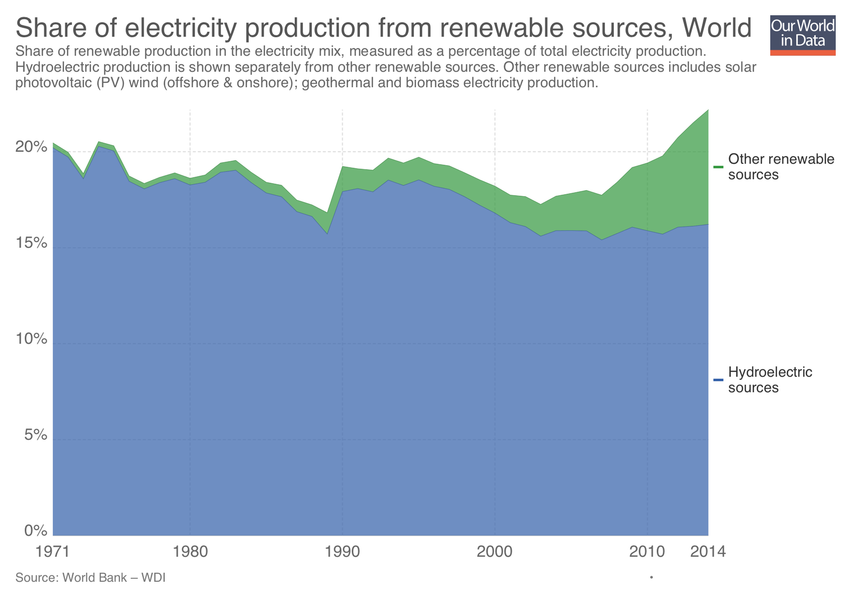 Share of electricity production from renewable sources, World
Our World
in Data
Share of renewable production in the electricity mix, measured as a percentage of total electricity production.
Hydroelectric production is shown separately from other renewable sources. Other renewable sources includes solar
photovoltaic (PV) wind (offshore & onshore); geothermal and biomass electricity production.
20%
Other renewable
sources
15%
10%
Hydroelectric
sources
5%
0%
1971 1980 1990 2000 2010 2014
Source: World Bank – WDI